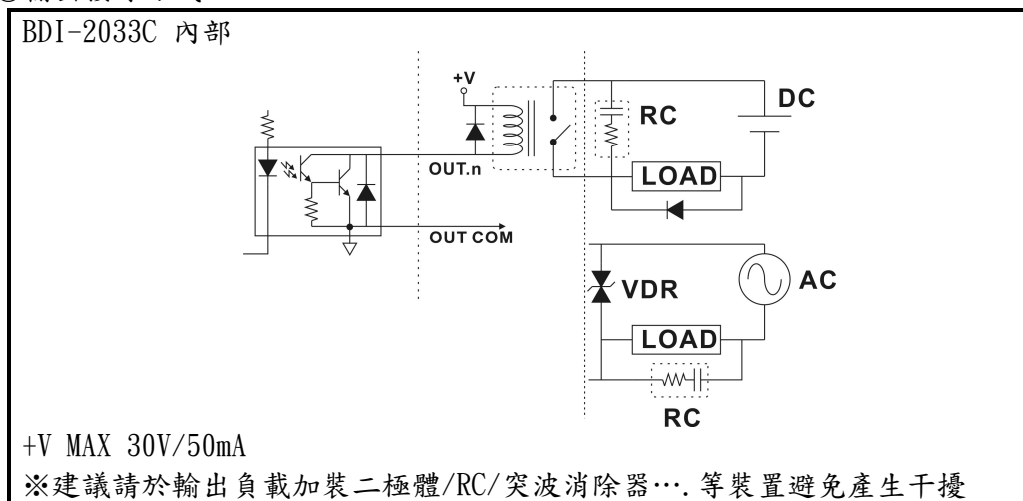 BDI-2033C 內部
+V
OUT.n
OUT COM
RC
DC
LOAD
VDR
AC
LOAD
RC
+V MAX 30V/50mA
※建議請於輸出負載加裝二極體/RC/突波消除器….等裝置避免產生干擾